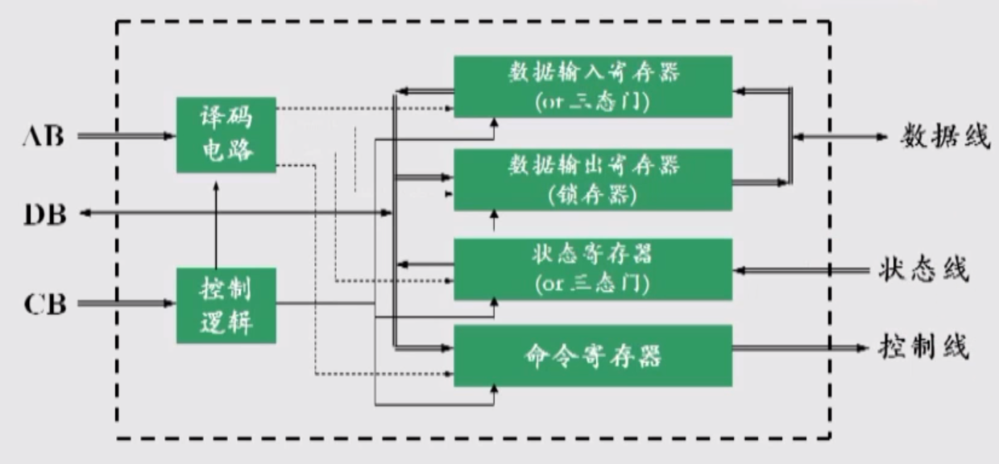 数据输入寄存器
(or 三态门)
译码
电路
AB
数据线
数据输出寄存器
(锁存器)
DB
状态寄存器
(or 三态门)
状态线
控制
逻辑
CB
命令寄存器
控制线